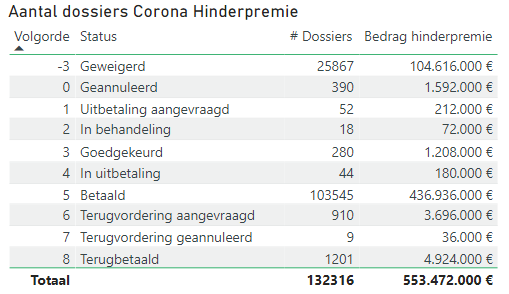 Aantal dossiers Corona Hinderpremie
Volgorde Status # Dossiers Bedrag hinderpremie
-3 Geweigerd 25867 104.616.000 €
0 Geannuleerd 390 1.592.000 €
1 Uitbetaling aangevraagd 52 212.000 €
2 In behandeling 18 72.000 €
3 Goedgekeurd 280 1.208.000 €
4 In uitbetaling 44 180.000 €
5 Betaald 103545 436.936.000 €
6 Terugvordering aangevraagd 910 3.696.000 €
7 Terugvordering geannuleerd 9 36.000 €
8 Terugbetaald 1201 4.924.000 €
Totaal 132316 553.472.000 €